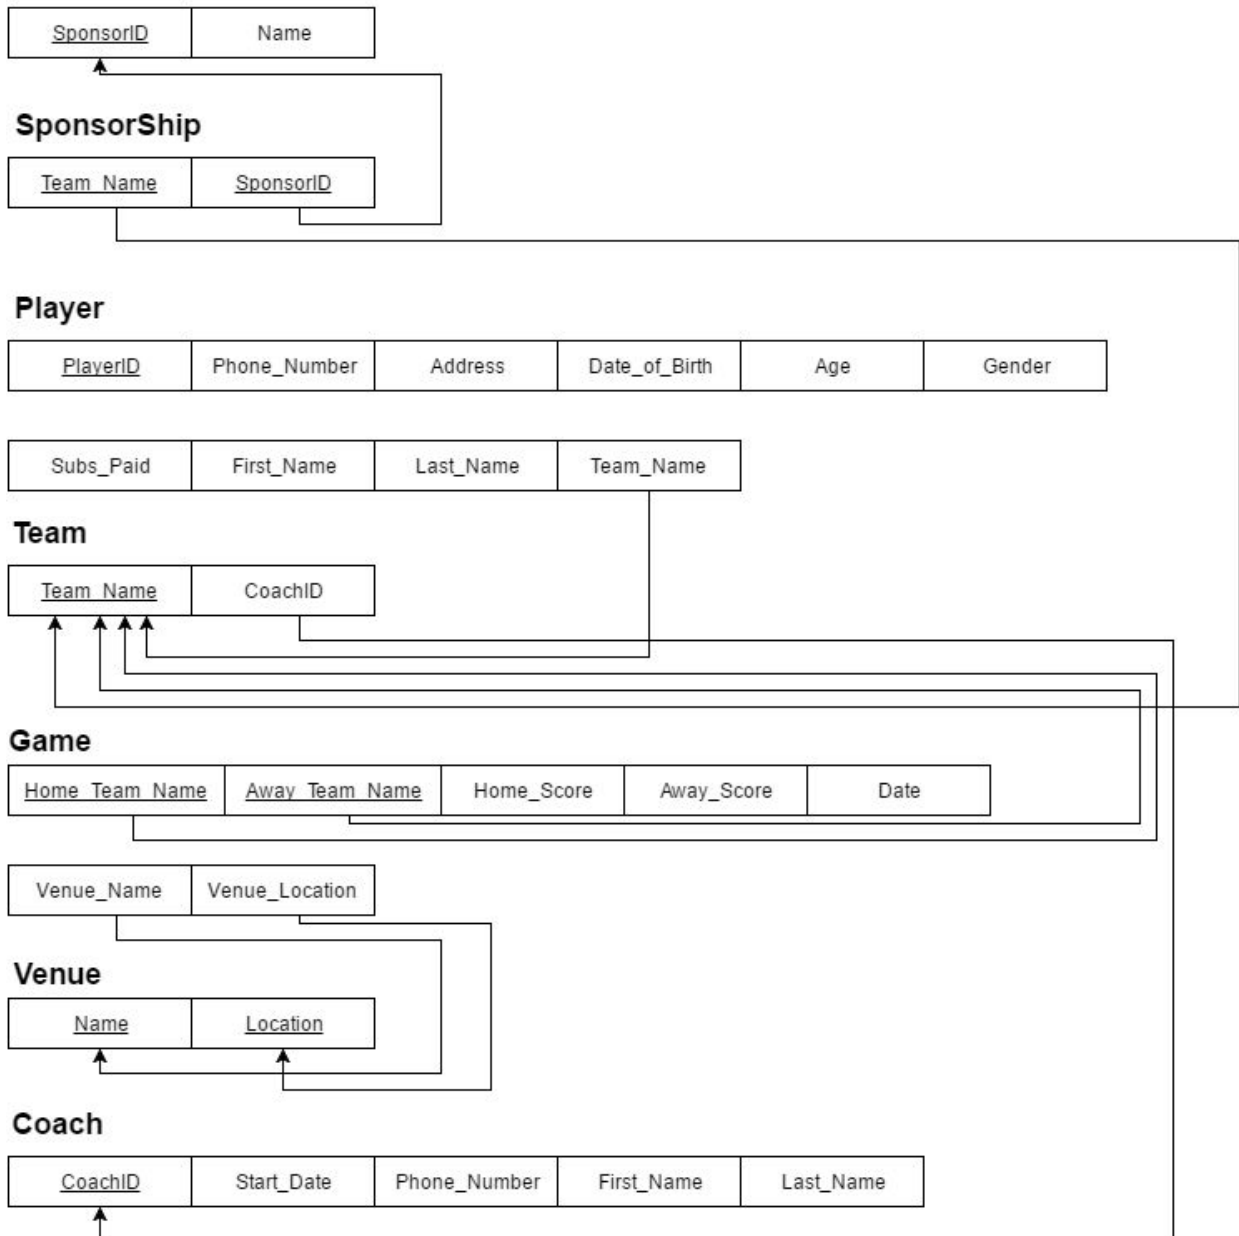 SponsorID Name
SponsorShip
Team_Name SponsorID
Player
PlayerID Phone_Number Address Date_of_Birth Age Gender
Subs_Paid First_Name Last_Name Team_Name
Team
Team_Name CoachID
Game
Home_Team_Name Away_Team_Name Home_Score Away_Score Date
Venue_Name Venue_Location
Venue
Name Location
Coach
CoachID Start_Date Phone_Number First_Name Last_Name